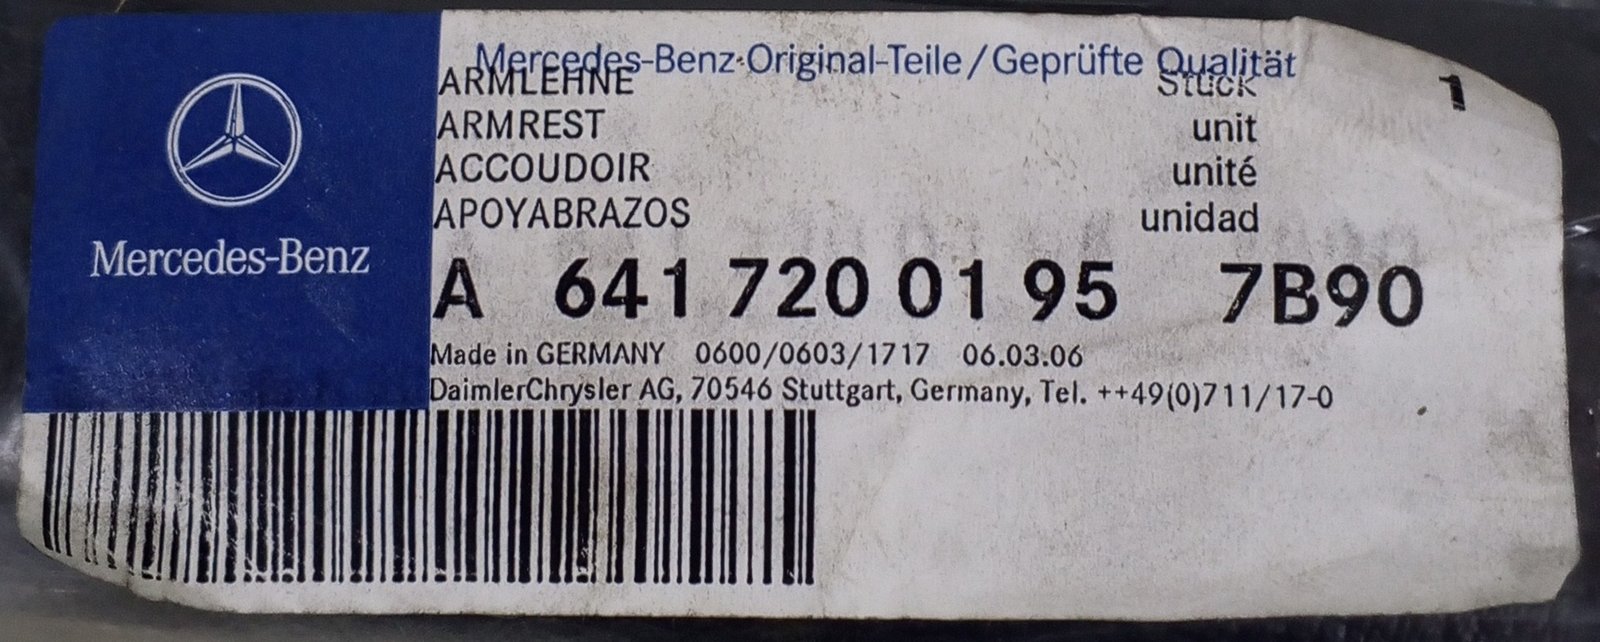 Mercedes-Benz
Mercedes-Benz-Original-Teile/Geprüfte Qualität
ARMLEHNE Stück 1
ARMREST unit
ACCOUDOIR unité
APOYABRAZOS unidad
A 641 720 01 95 7B90
Made in GERMANY 0600/0603/1717 06.03.06
DaimlerChrysler AG, 70546 Stuttgart, Germany, Tel. ++49(0)711/17-0